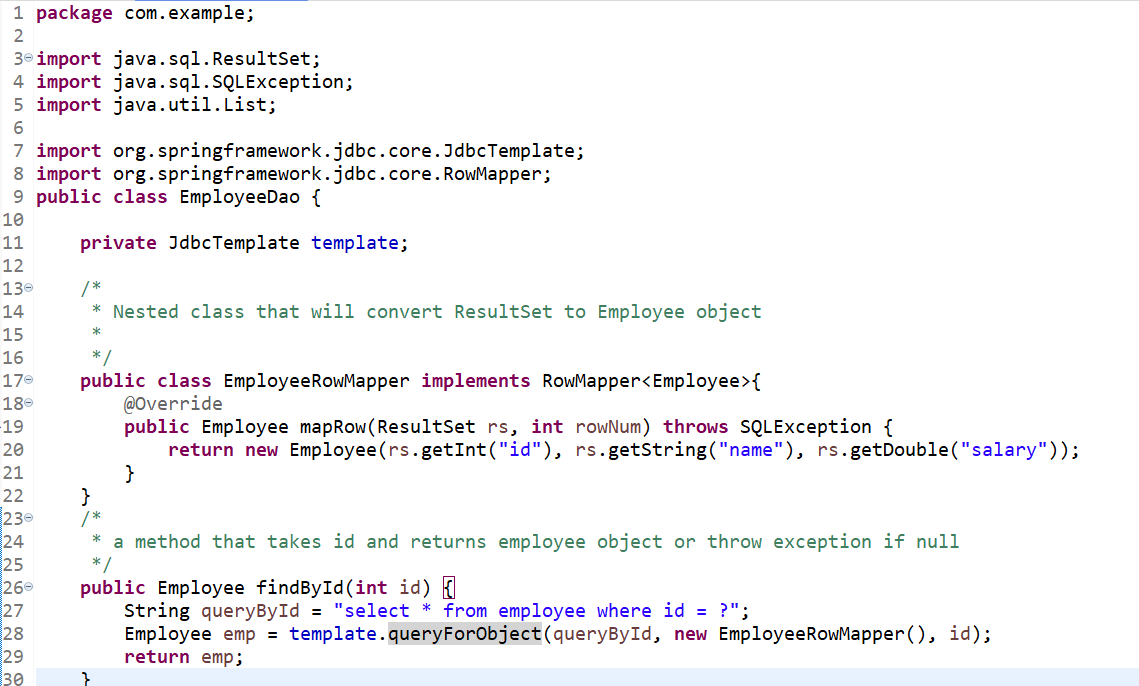 1 package com.example;
2
3 import java.sql.ResultSet;
4 import java.sql.SQLException;
5 import java.util.List;
6
7 import org.springframework.jdbc.core.JdbcTemplate;
8 import org.springframework.jdbc.core.RowMapper;
9 public class EmployeeDao {
10
11     private JdbcTemplate template;
12
13     /*
14      * Nested class that will convert ResultSet to Employee object
15      *
16      */
17     public class EmployeeRowMapper implements RowMapper<Employee>{
18         @Override
19         public Employee mapRow(ResultSet rs, int rowNum) throws SQLException {
20             return new Employee(rs.getInt("id"), rs.getString("name"), rs.getDouble("salary"));
21         }
22     }
23     /*
24      * a method that takes id and returns employee object or throw exception if null
25      */
26     public Employee findById(int id) {
27         String queryById = "select * from employee where id = ?";
28         Employee emp = template.queryForObject(queryById, new EmployeeRowMapper(), id);
29         return emp;
30     }